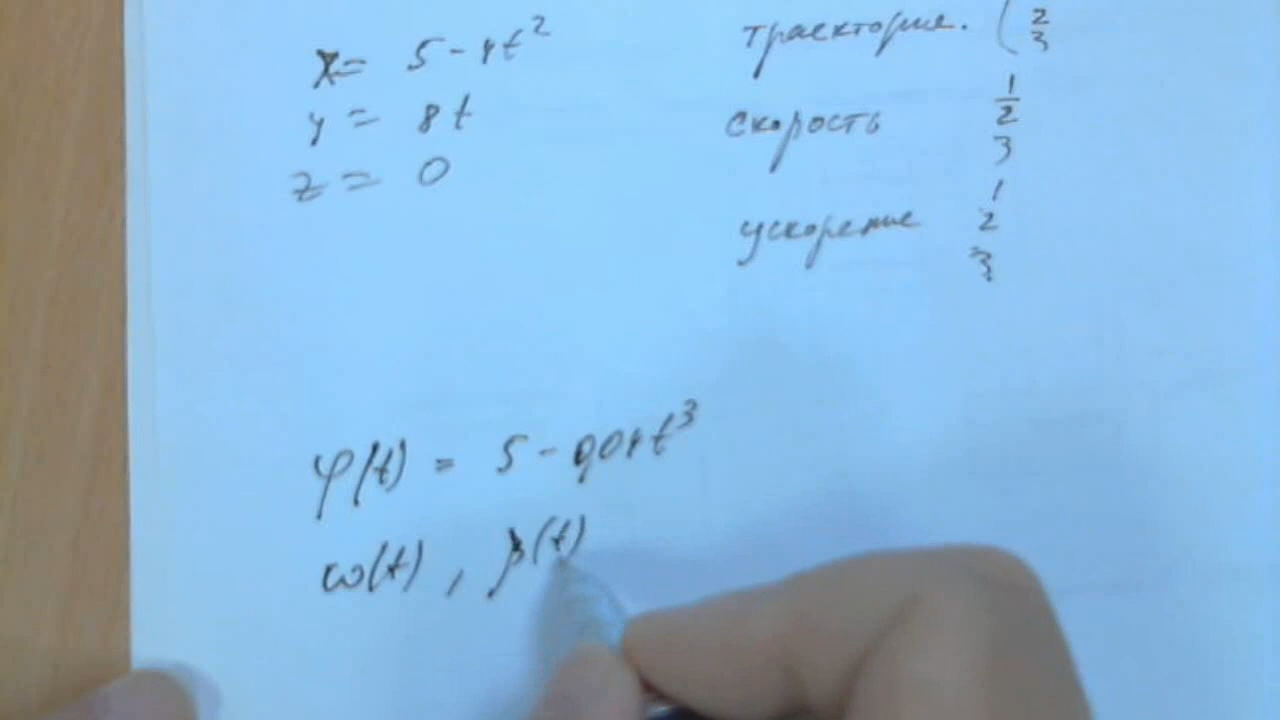 x = 5 - 4t²
y = 8t
z = 0
траектория. ( 2
3
скорость 1
2
3
ускорение 1
2
3
φ(t) = 5 - 0,04t³
ω(t), β(t)